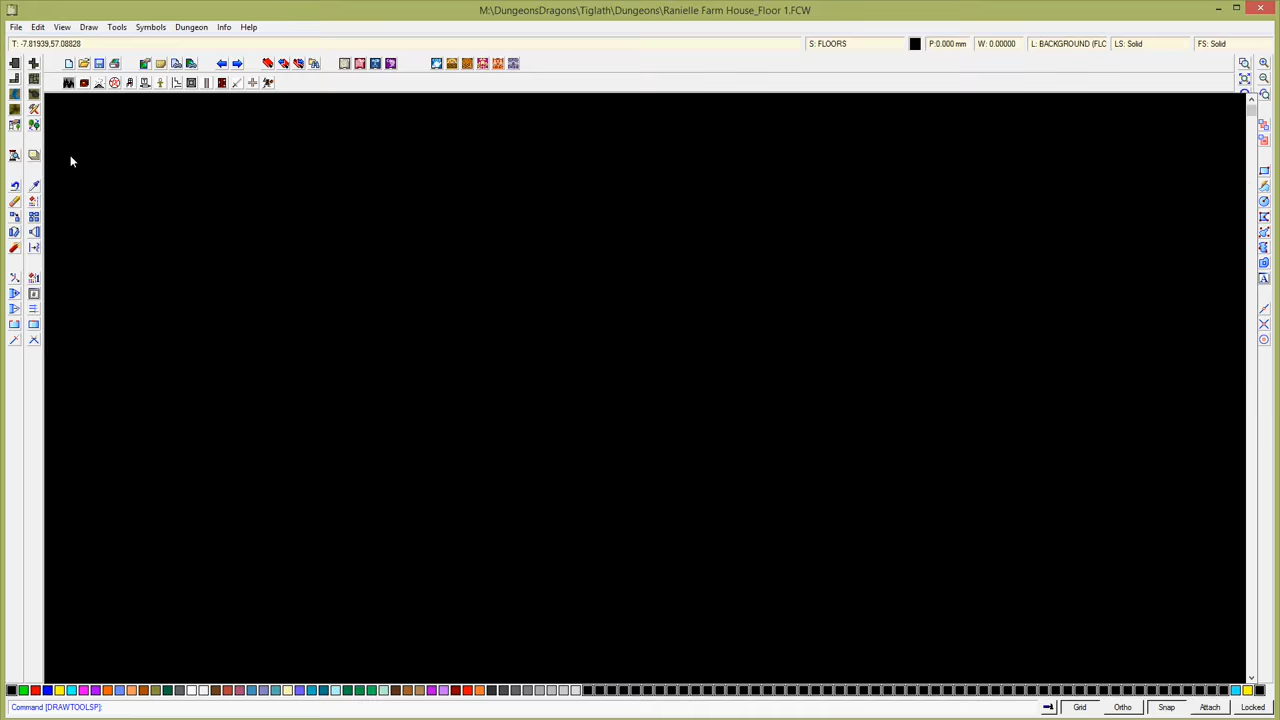 M:\DungeonsDragons\Tiglath\Dungeons\Ranielle Farm House_Floor 1.FCW
File Edit View Draw Tools Symbols Dungeon Info Help
T: -7.81939,57.08828 S: FLOORS P:0.000 mm W: 0.00000 L: BACKGROUND (FLC LS: Solid FS: Solid
Command [DRAWTOOLSP]: Grid Ortho Snap Attach Locked